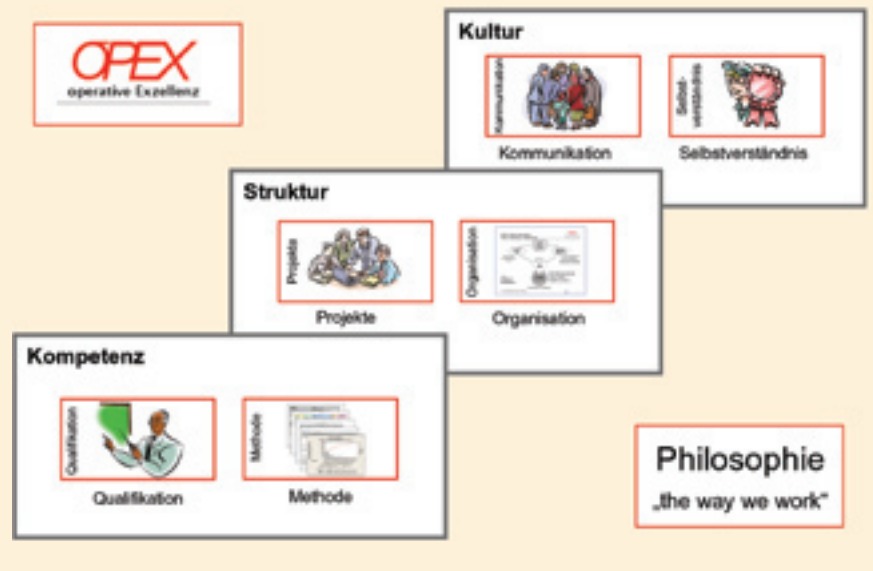 OPEX
operative Exzellenz
Kultur
Kommunikation
Selbst-
verständnis
Kommunikation
Selbstverständnis
Struktur
Projekte
Organisation
Projekte
Organisation
Kompetenz
Qualifikation
Methode
Qualifikation
Methode
Philosophie
„the way we work“